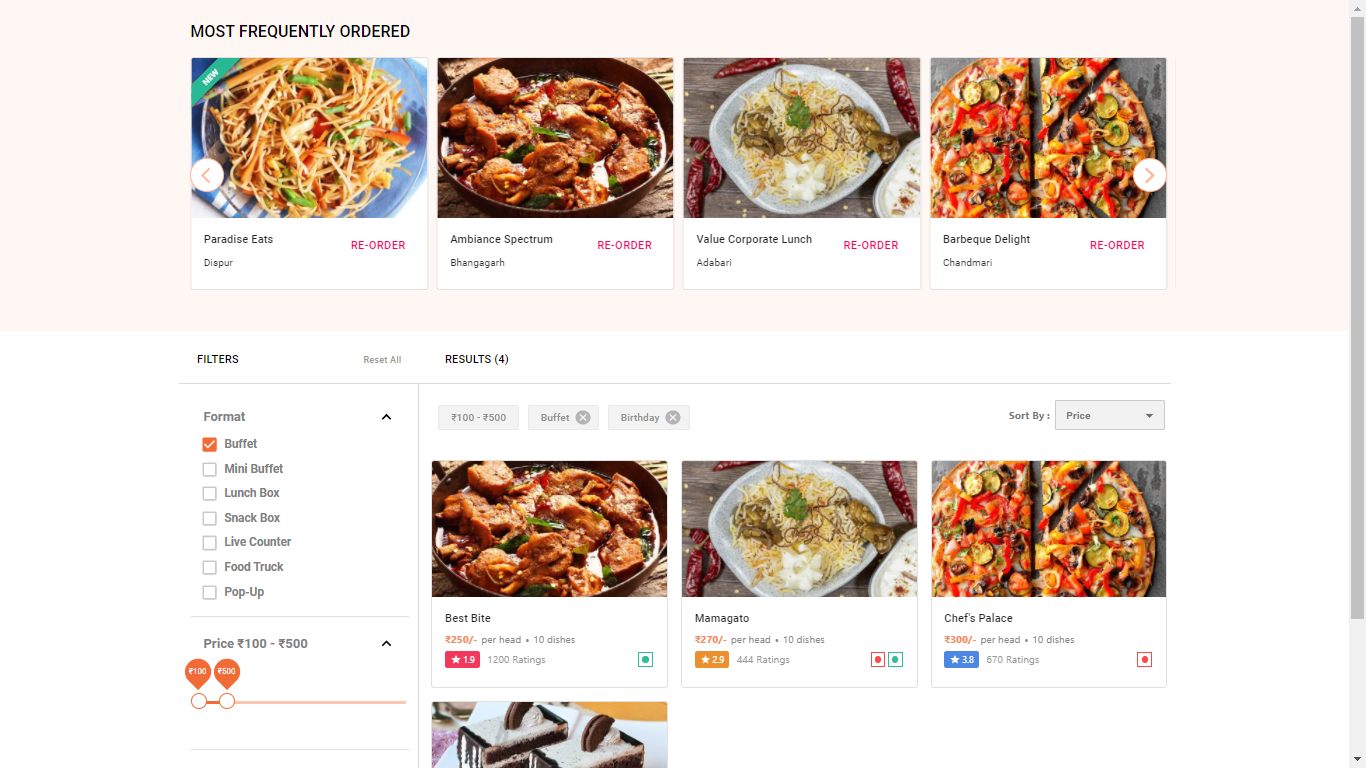 MOST FREQUENTLY ORDERED
NEW
Paradise Eats
RE-ORDER
Dispur
Ambiance Spectrum
RE-ORDER
Bhangagarh
Value Corporate Lunch
RE-ORDER
Adabari
Barbeque Delight
RE-ORDER
Chandmari
FILTERS
Reset All
RESULTS (4)
Format
Buffet
Mini Buffet
Lunch Box
Snack Box
Live Counter
Food Truck
Pop-Up
Price ₹100 - ₹500
₹100
₹500
₹100 - ₹500
Buffet
Birthday
Sort By :
Price
Best Bite
₹250/- per head • 10 dishes
1.9
1200 Ratings
Mamagato
₹270/- per head • 10 dishes
2.9
444 Ratings
Chef's Palace
₹300/- per head • 10 dishes
3.8
670 Ratings